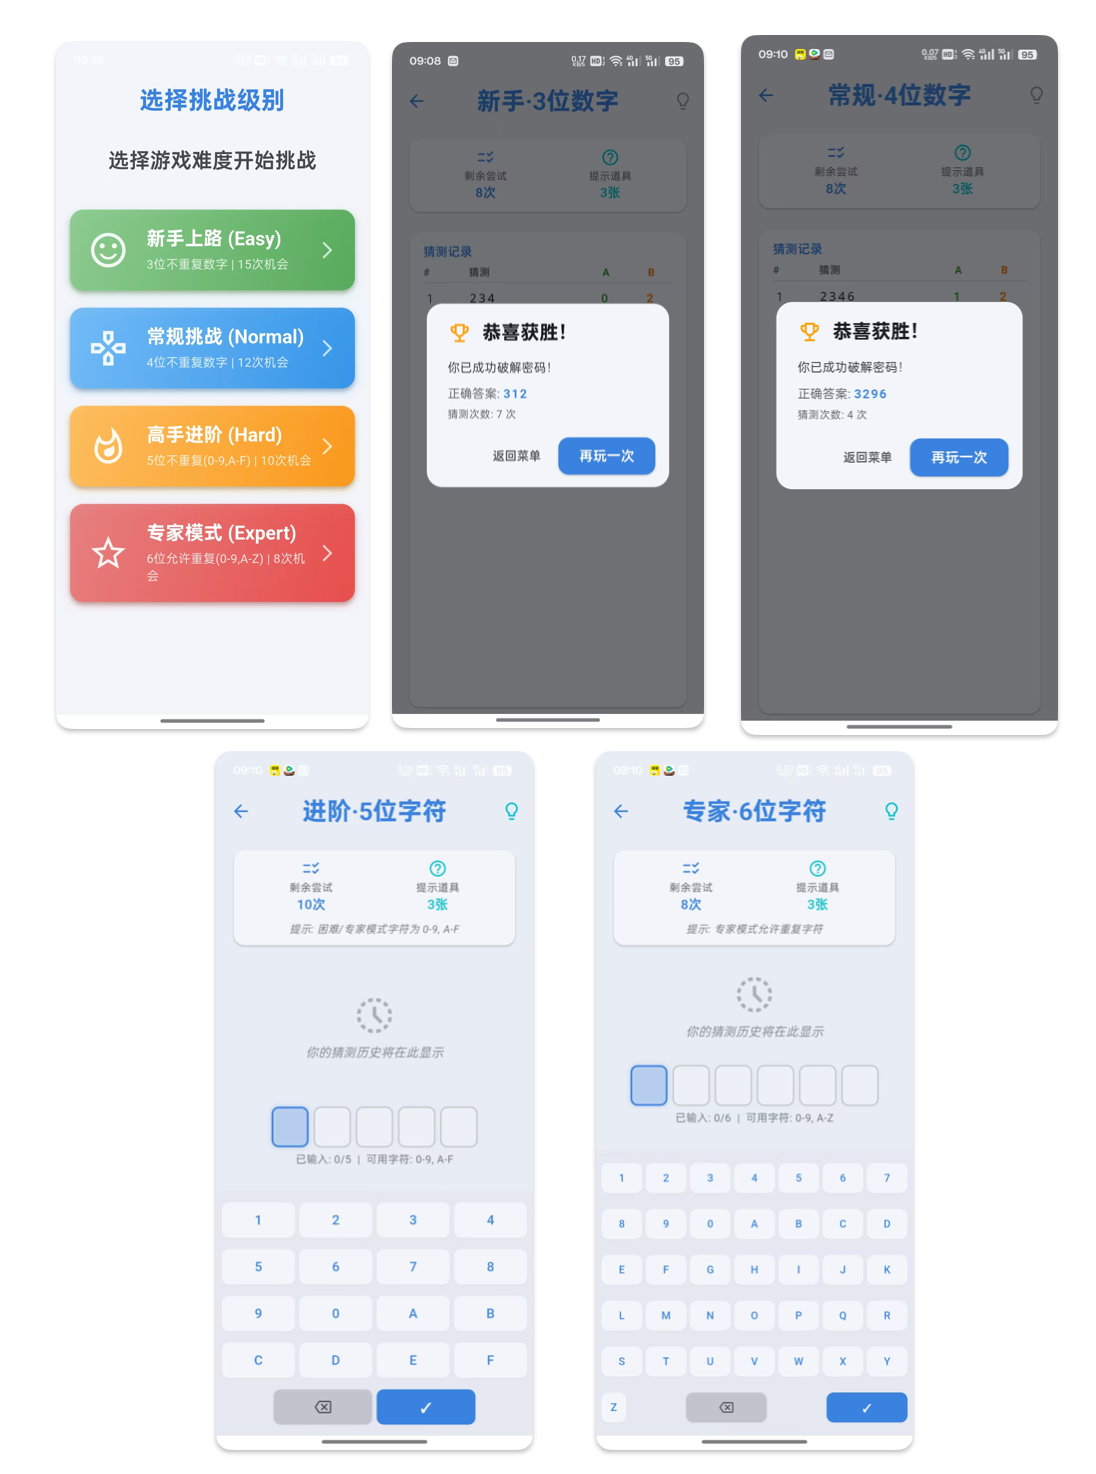 选择挑战级别
选择游戏难度开始挑战
新手上路 (Easy)
3位不重复数字 | 15次机会
常规挑战 (Normal)
4位不重复数字 | 12次机会
高手进阶 (Hard)
5位不重复(0-9,A-F) | 10次机会
专家模式 (Expert)
6位允许重复(0-9,A-Z) | 8次机
会
09:08
0.17 KB/S HD 4G 5G 95
新手·3位数字
剩余尝试 提示道具
8次 3张
猜测记录
# 猜测 A B
1 234 0 2
恭喜获胜!
你已成功破解密码!
正确答案: 312
猜测次数: 7 次
返回菜单 再玩一次
09:10
0.07 KB/S HD 4G 5G 95
常规·4位数字
剩余尝试 提示道具
8次 3张
猜测记录
# 猜测 A B
1 2346 1 2
恭喜获胜!
你已成功破解密码!
正确答案: 3296
猜测次数: 4 次
返回菜单 再玩一次
09:10
进阶·5位字符
剩余尝试 提示道具
10次 3张
提示: 困难/专家模式字符为 0-9, A-F
你的猜测历史将在此显示
已输入: 0/5 | 可用字符: 0-9, A-F
1 2 3 4
5 6 7 8
9 0 A B
C D E F
09:10
专家·6位字符
剩余尝试 提示道具
8次 3张
提示: 专家模式允许重复字符
你的猜测历史将在此显示
已输入: 0/6 | 可用字符: 0-9, A-Z
1 2 3 4 5 6 7
8 9 0 A B C D
E F G H I J K
L M N O P Q R
S T U V W X Y
Z